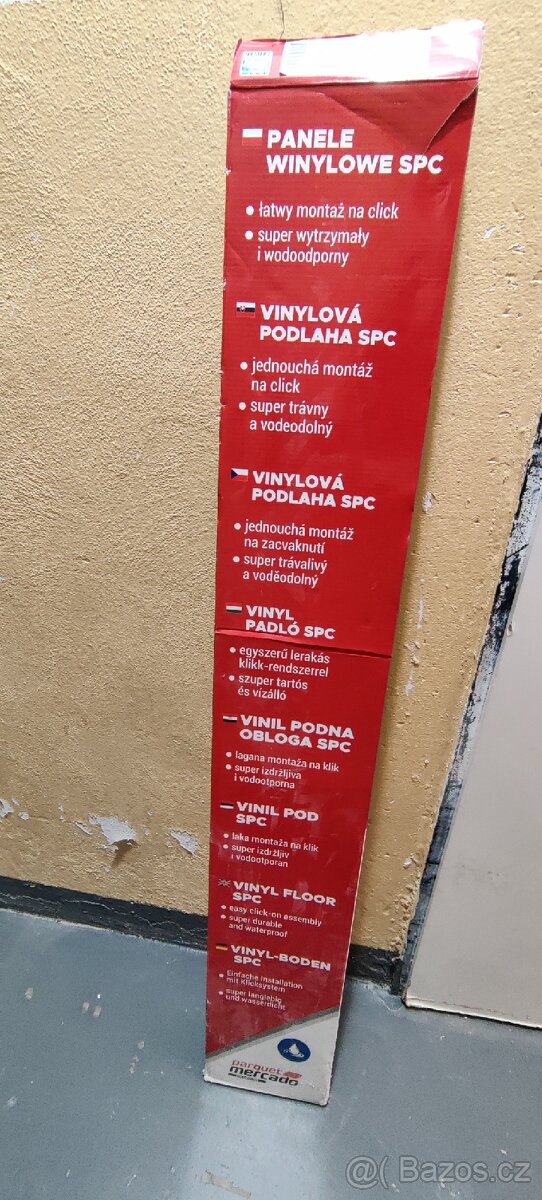 PANELE
WINYLOWE SPC
• łatwy montaż na click
• super wytrzymały
i wodoodporny
VINYLOVÁ
PODLAHA SPC
• jednouchá montáž
na click
• super trávny
a vodeodolný
VINYLOVÁ
PODLAHA SPC
• jednouchá montáž
na zacvaknutí
• super trávalivý
a voděodolný
VINYL
PADLÓ SPC
• egyszerű lerakás
klikk-rendszerrel
• szuper tartós
és vízálló
VINIL PODNA
OBLOGA SPC
• lagana montaža na klik
• super izdržljiva
i vodootporna
VINIL POD
SPC
• laka montaža na klik
• super izdržljiv
i vodootporan
VINYL FLOOR
SPC
• easy click-on assembly
• super durable
and waterproof
VINYL-BODEN
SPC
• Einfache Installation
mit Klicksystem
• super langlebig
und wasserdicht
parquet
mercado
Bazos.cz